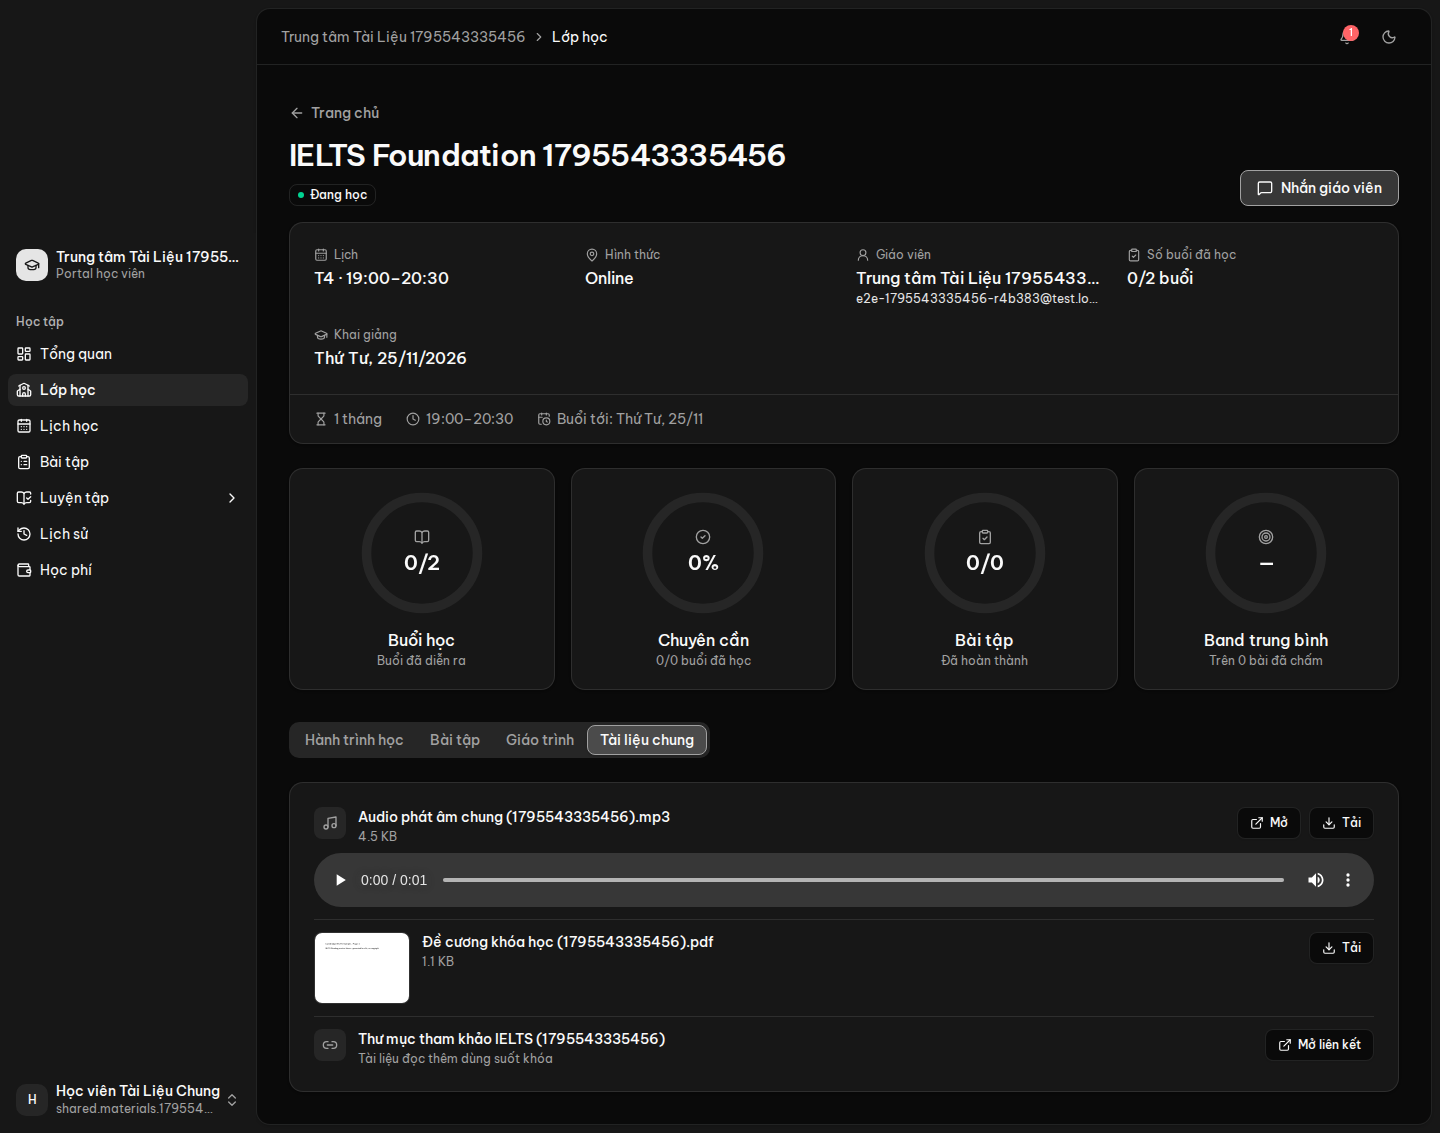 Trung tâm Tài Liệu 17955...
Portal học viên
Học tập
Tổng quan
Lớp học
Lịch học
Bài tập
Luyện tập
Lịch sử
Học phí
H
Học viên Tài Liệu Chung
shared.materials.179554...
Trung tâm Tài Liệu 1795543335456
Lớp học
1
Trang chủ
IELTS Foundation 1795543335456
Đang học
Nhắn giáo viên
Lịch
T4 · 19:00–20:30
Hình thức
Online
Giáo viên
Trung tâm Tài Liệu 17955433...
e2e-1795543335456-r4b383@test.lo...
Số buổi đã học
0/2 buổi
Khai giảng
Thứ Tư, 25/11/2026
1 tháng
19:00–20:30
Buổi tới: Thứ Tư, 25/11
0/2
Buổi học
Buổi đã diễn ra
0%
Chuyên cần
0/0 buổi đã học
0/0
Bài tập
Đã hoàn thành
–
Band trung bình
Trên 0 bài đã chấm
Hành trình học
Bài tập
Giáo trình
Tài liệu chung
Audio phát âm chung (1795543335456).mp3
4.5 KB
Mở
Tải
0:00 / 0:01
Đề cương khóa học (1795543335456).pdf
1.1 KB
Tải
Thư mục tham khảo IELTS (1795543335456)
Tài liệu đọc thêm dùng suốt khóa
Mở liên kết